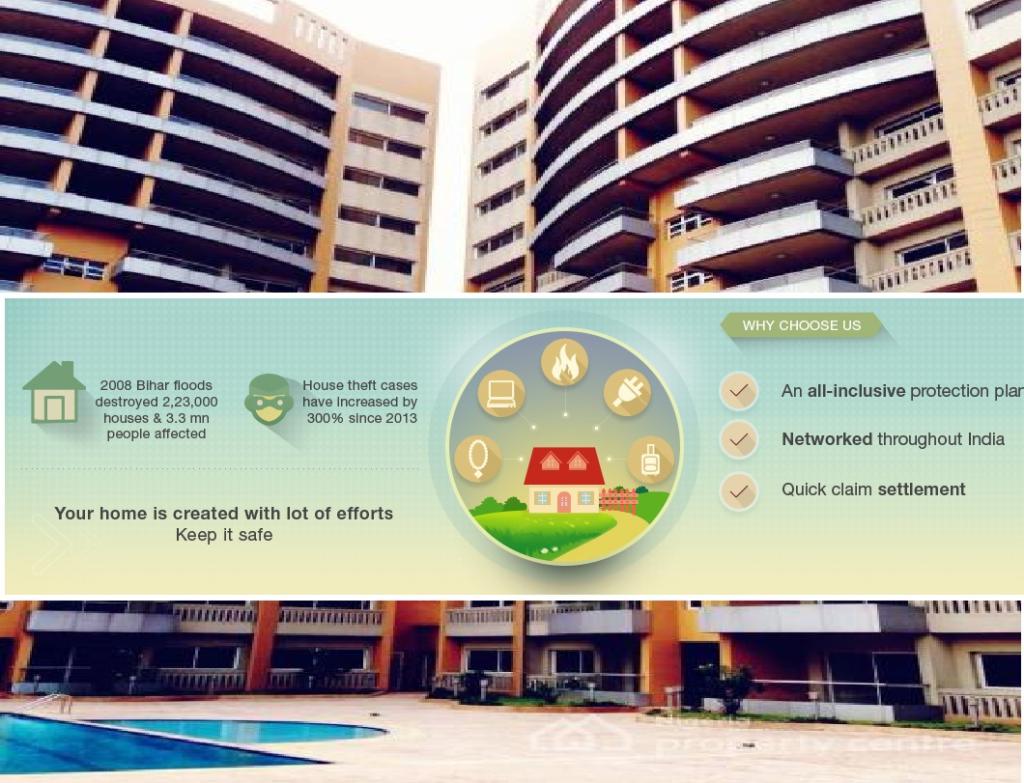 2008 Bihar floods
destroyed 2,23,000
houses & 3.3 mn
people affected
House theft cases
have increased by
300% since 2013
Your home is created with lot of efforts
Keep it safe
WHY CHOOSE US
An all-inclusive protection plan
Networked throughout India
Quick claim settlement
property centre